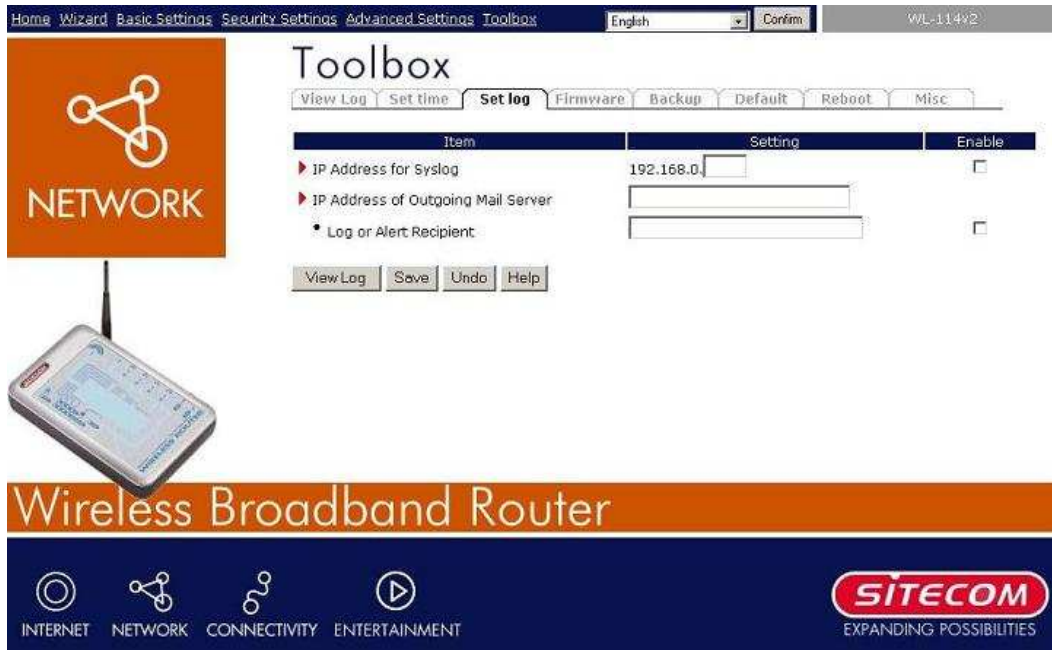 Home Wizard Basic Settings Security Settings Advanced Settings Toolbox English Confirm WL-114v2
Toolbox
View Log Set time Set log Firmware Backup Default Reboot Misc
Item Setting Enable
IP Address for Syslog 192.168.0.
IP Address of Outgoing Mail Server
Log or Alert Recipient
View Log Save Undo Help
NETWORK
WIRELESS ROUTER
Wireless Broadband Router
INTERNET NETWORK CONNECTIVITY ENTERTAINMENT
SITECOM
EXPANDING POSSIBILITIES